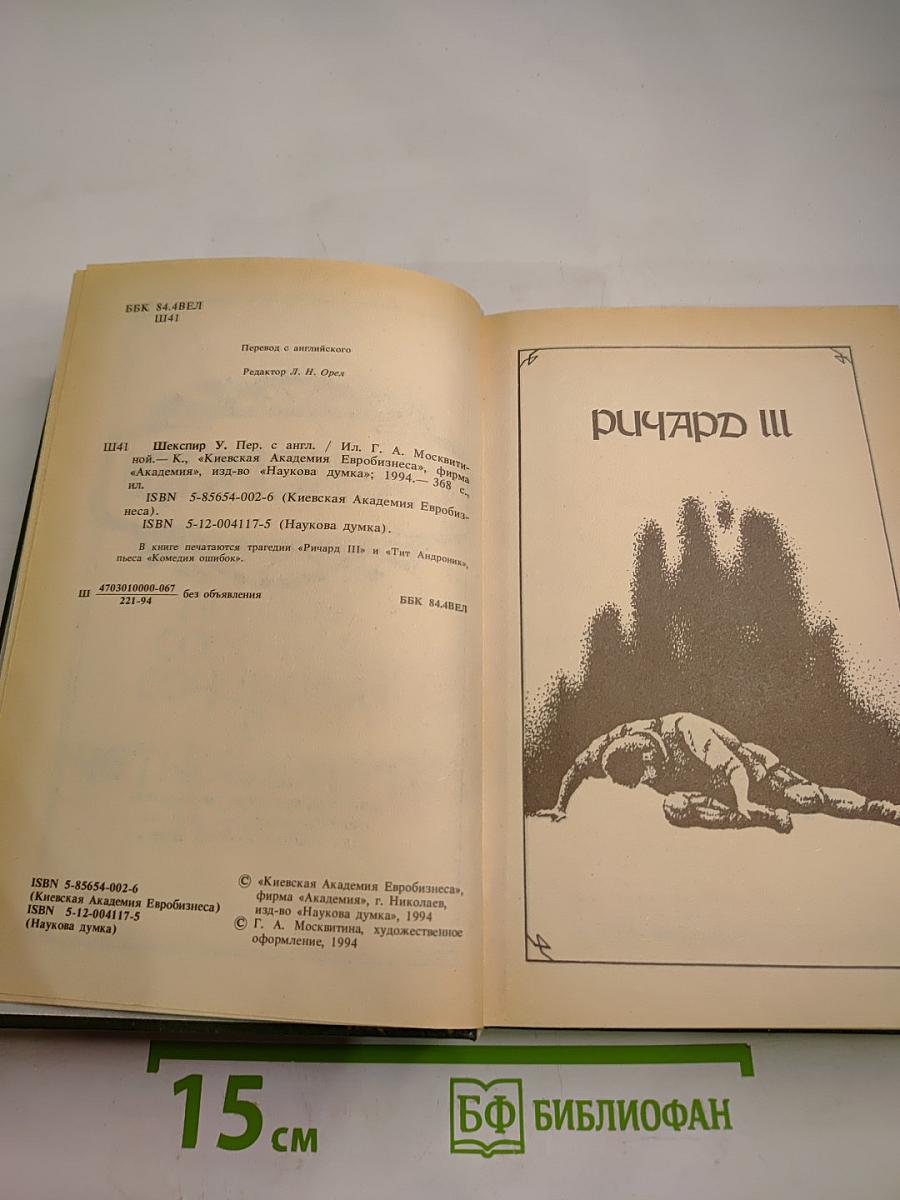 ББК 84.4ВЕЛ
Ш41
Перевод с английского
Редактор Л. Н. Орел
Ш41 Шекспир У. Пер. с англ. / Ил. Г. А. Москвити-
ной.— К., «Киевская Академия Евробизнеса», фирма
«Академия», изд-во «Наукова думка»; 1994.— 368 с.,
ил.
ISBN 5-85654-002-6 (Киевская Академия Евробиз-
неса).
ISBN 5-12-004117-5 (Наукова думка).
В книге печатаются трагедии «Ричард III» и «Тит Андроник»,
пьеса «Комедия ошибок».
Ш 4703010000-067
221-94 без объявления
ББК 84.4ВЕЛ
ISBN 5-85654-002-6
(Киевская Академия Евробизнеса)
ISBN 5-12-004117-5
(Наукова думка)
© «Киевская Академия Евробизнеса»,
фирма «Академия», г. Николаев,
изд-во «Наукова думка», 1994
© Г. А. Москвитина, художественное
оформление, 1994
РИЧАРД III
15 см
БФ БИБЛИОФАН